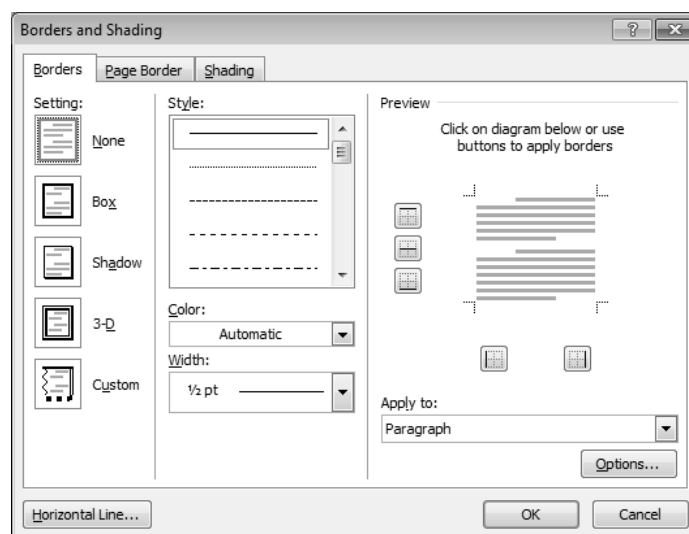 Borders and Shading
Borders
Page Border
Shading
Setting:
None
Box
Shadow
3-D
Custom
Style:
Color:
Automatic
Width:
½ pt
Preview
Click on diagram below or use
buttons to apply borders
Apply to:
Paragraph
Options...
Horizontal Line...
OK
Cancel